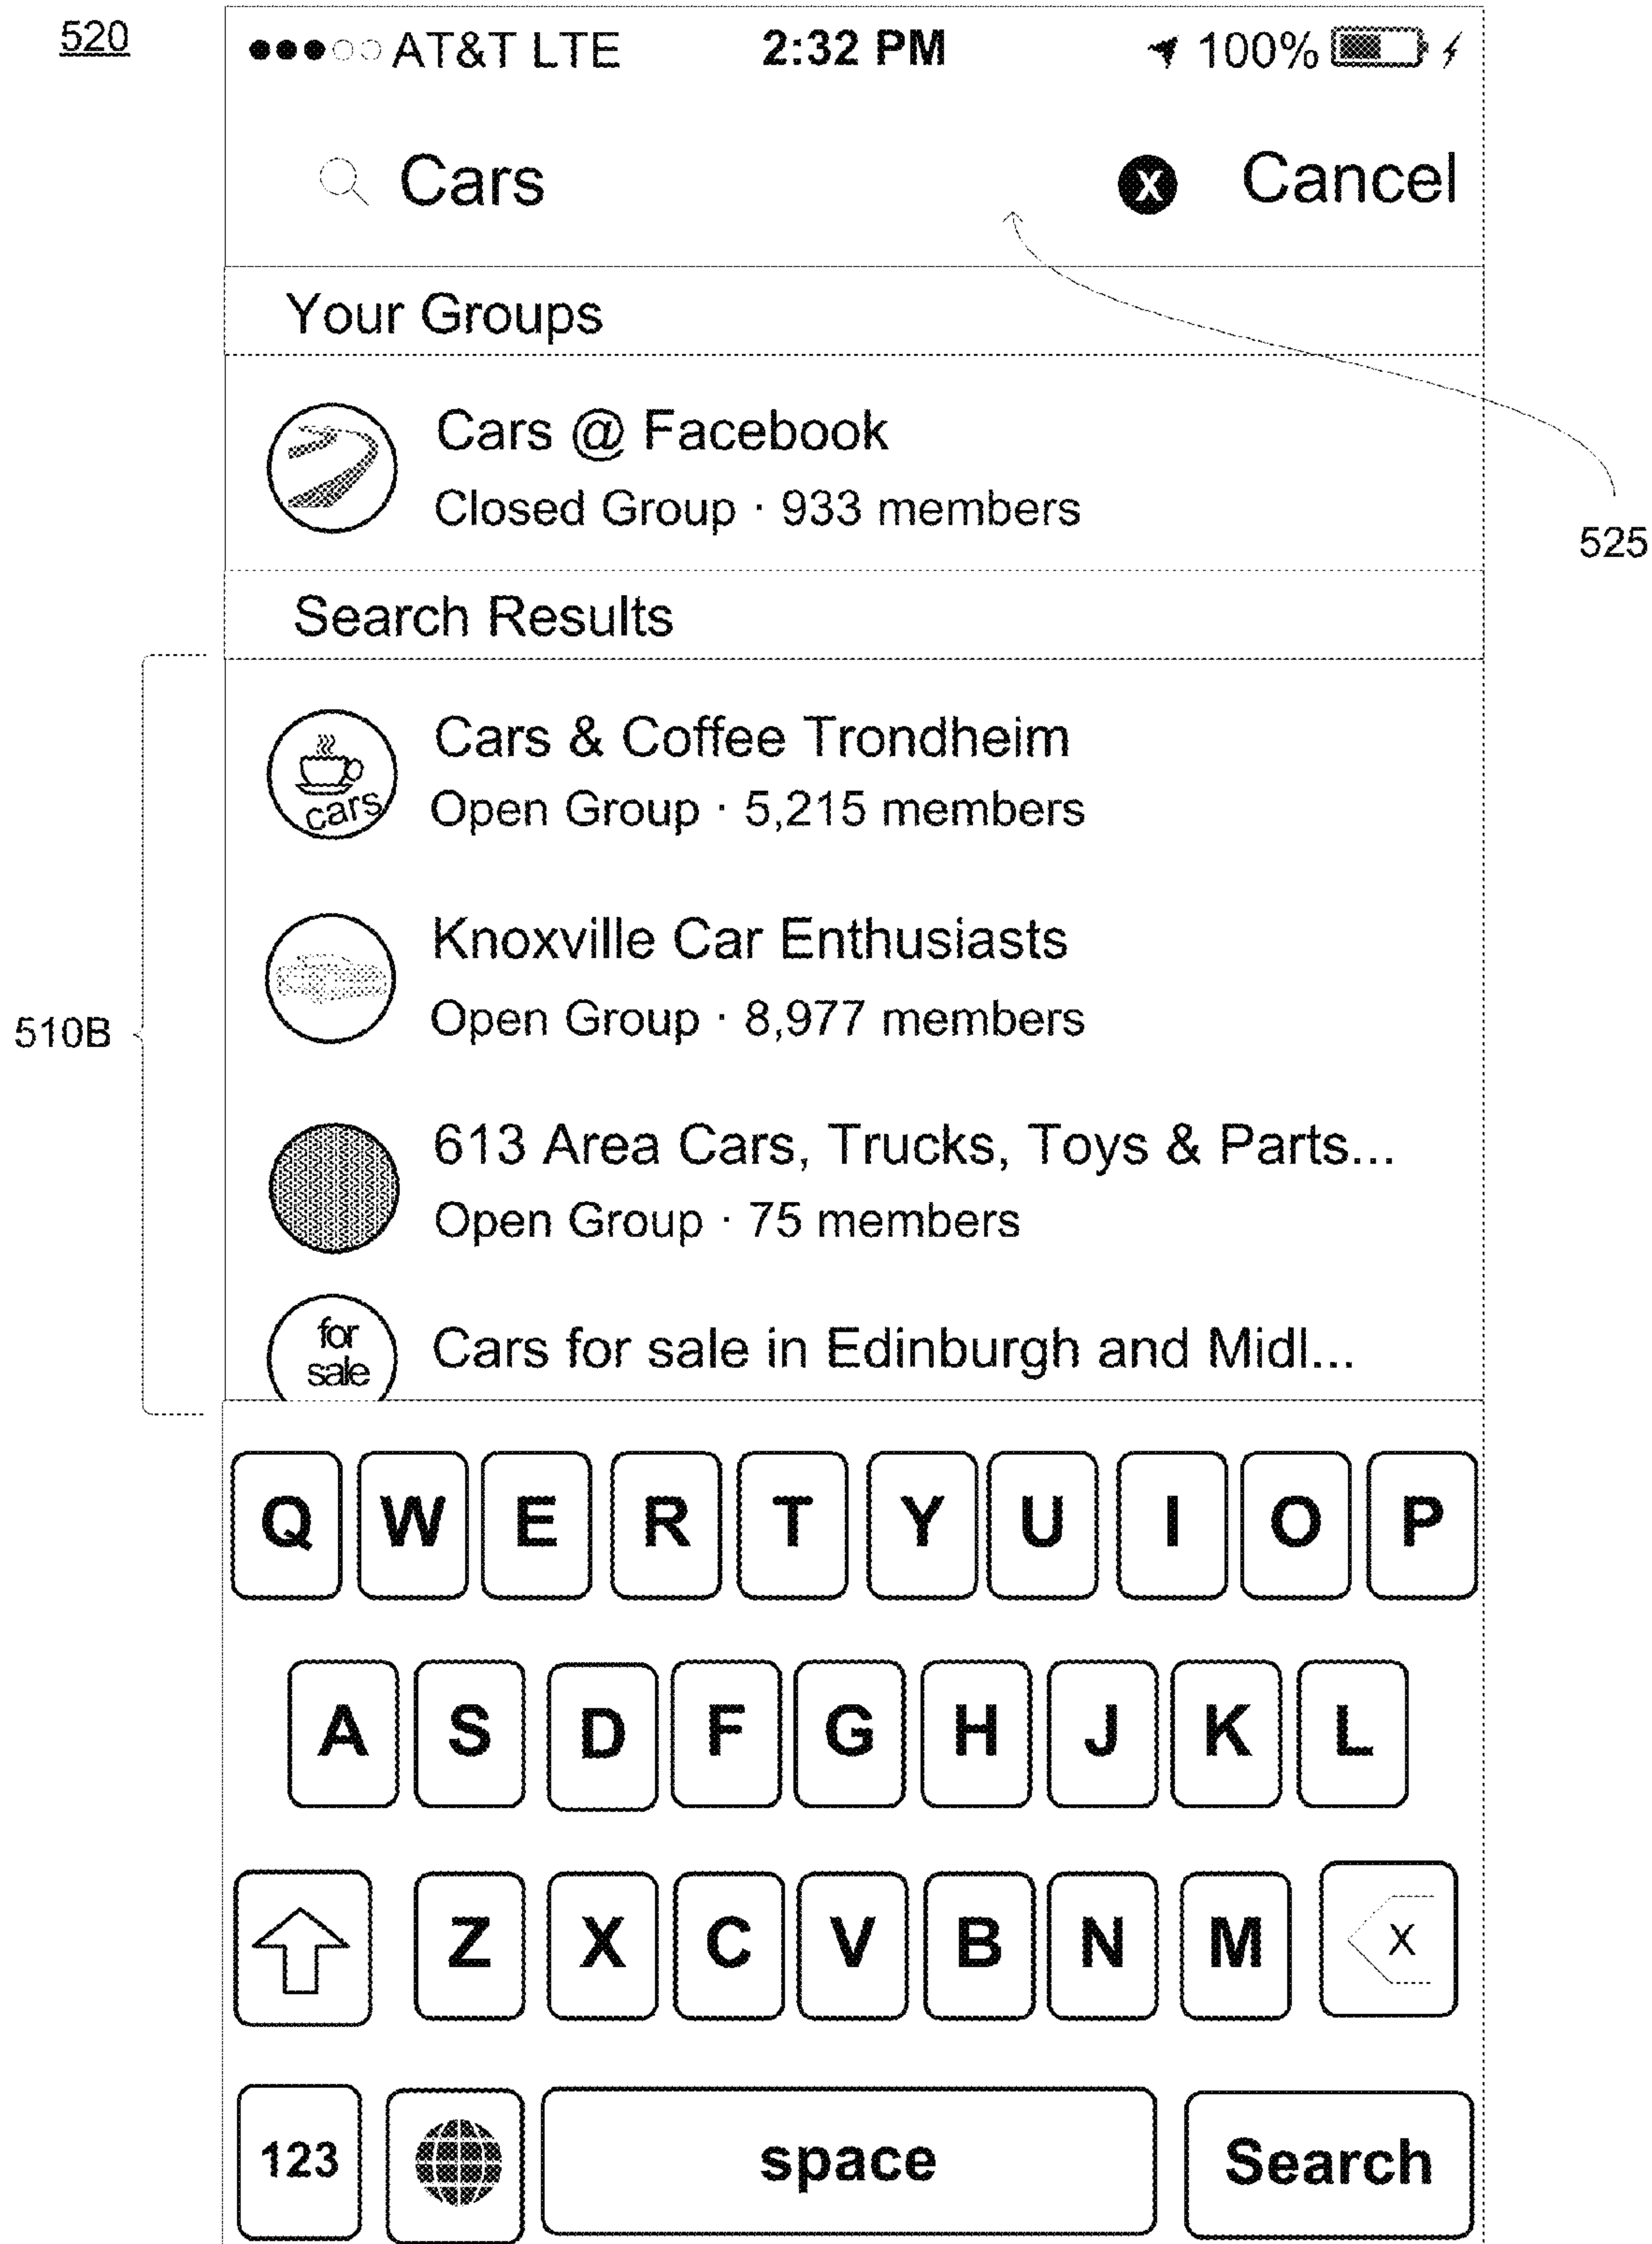 520
AT&T LTE 2:32 PM 100%
Cars X Cancel
Your Groups
Cars @ Facebook
Closed Group · 933 members
525
Search Results
cars
Cars & Coffee Trondheim
Open Group · 5,215 members
Knoxville Car Enthusiasts
Open Group · 8,977 members
510B
613 Area Cars, Trucks, Toys & Parts...
Open Group · 75 members
for
sale
Cars for sale in Edinburgh and Midl...
Q W E R T Y U I O P
A S D F G H J K L
Z X C V B N M X
123 space Search